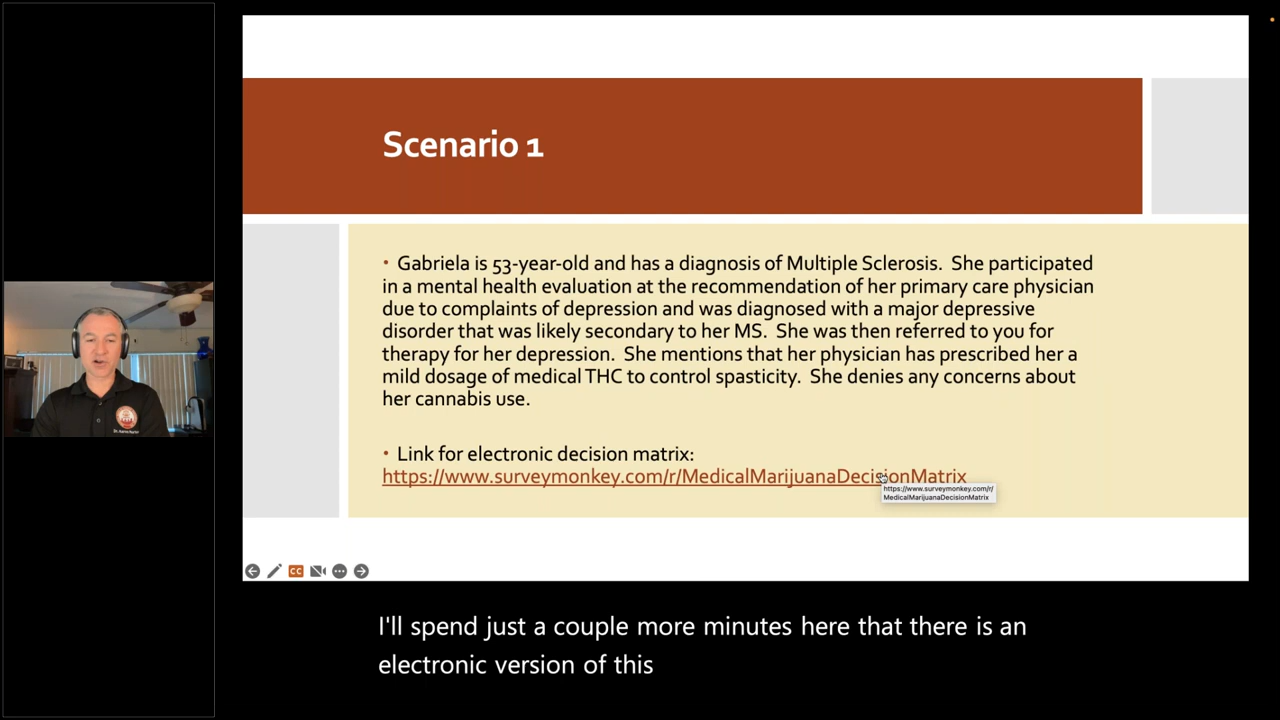 Scenario 1
• Gabriela is 53-year-old and has a diagnosis of Multiple Sclerosis.  She participated
in a mental health evaluation at the recommendation of her primary care physician
due to complaints of depression and was diagnosed with a major depressive
disorder that was likely secondary to her MS.  She was then referred to you for
therapy for her depression.  She mentions that her physician has prescribed her a
mild dosage of medical THC to control spasticity.  She denies any concerns about
her cannabis use.
• Link for electronic decision matrix:
https://www.surveymonkey.com/r/MedicalMarijuanaDecisionMatrix
https://www.surveymonkey.com/r/
MedicalMarijuanaDecisionMatrix
CC
I'll spend just a couple more minutes here that there is an
electronic version of this